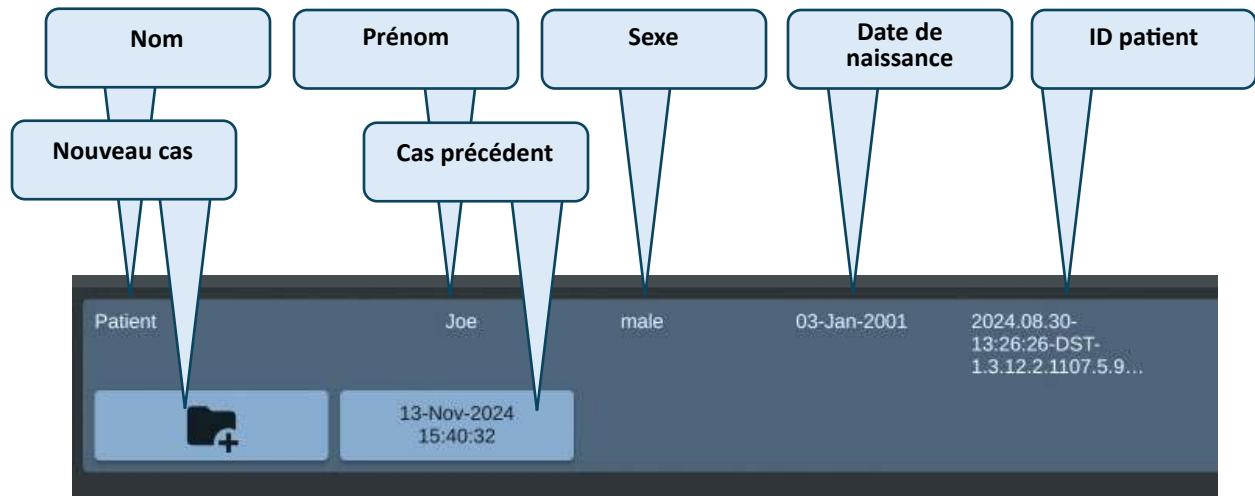 Nom
Prénom
Sexe
Date de
naissance
ID patient
Nouveau cas
Cas précédent
Patient
Joe
male
03-Jan-2001
2024.08.30-
13:26:26-DST-
1.3.12.2.1107.5.9...
13-Nov-2024
15:40:32